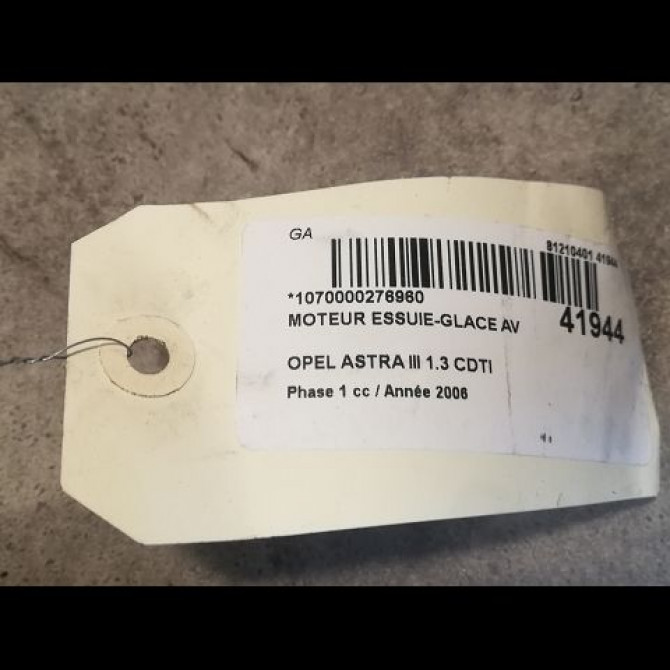 GA
81210401 41944
*1070000276960
MOTEUR ESSUIE-GLACE AV 41944
OPEL ASTRA III 1.3 CDTI
Phase 1 cc / Année 2006